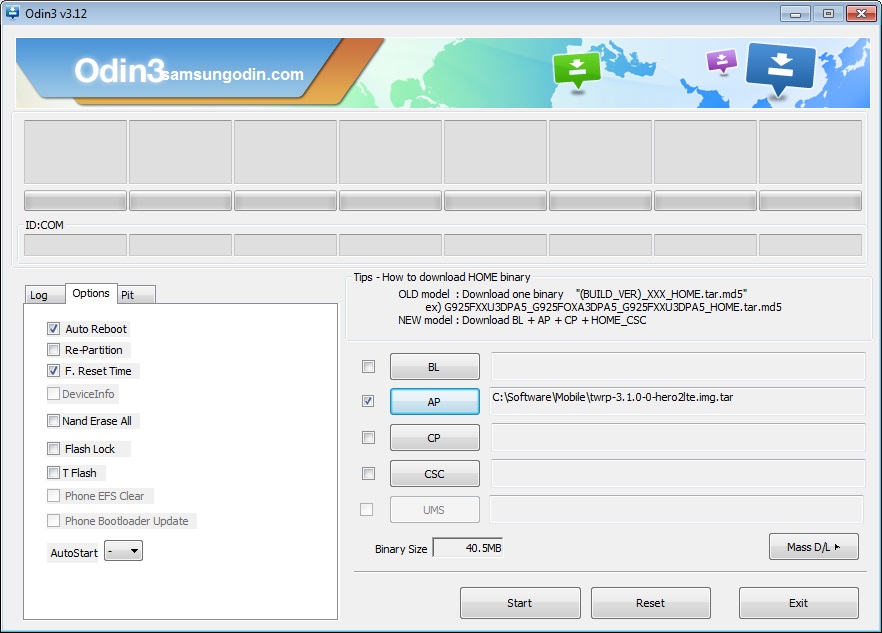 Odin3 v3.12
Odin3 samsungodin.com
ID:COM
Log Options Pit
Auto Reboot
Re-Partition
F. Reset Time
DeviceInfo
Nand Erase All
Flash Lock
T Flash
Phone EFS Clear
Phone Bootloader Update
AutoStart -
Tips - How to download HOME binary
OLD model : Download one binary "(BUILD_VER)_XXX_HOME.tar.md5"
ex) G925FXXU3DPA5_G925FOXA3DPA5_G925FXXU3DPA5_HOME.tar.md5
NEW model : Download BL + AP + CP + HOME_CSC
BL
AP C:\Software\Mobile\twrp-3.1.0-0-hero2lte.img.tar
CP
CSC
UMS
Binary Size 40.5MB Mass D/L
Start Reset Exit